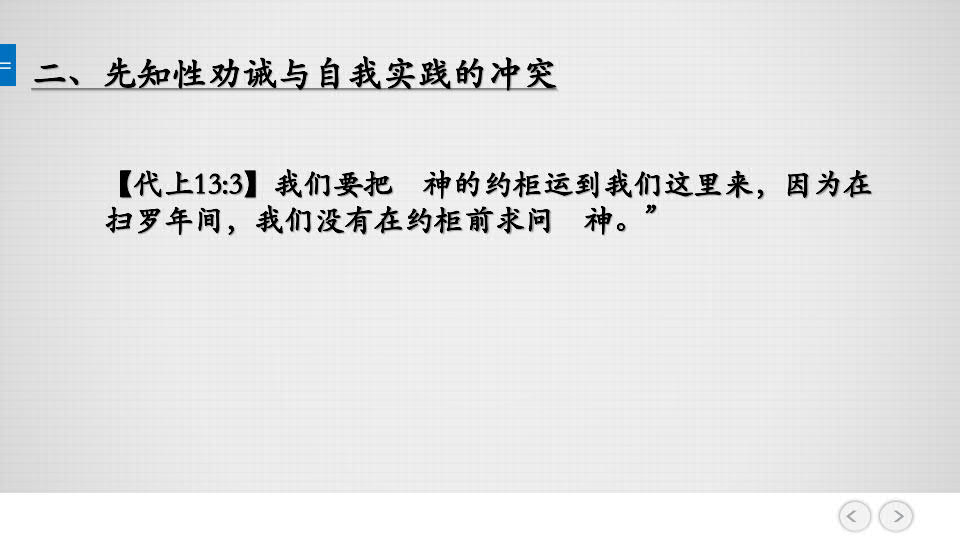 二
二、先知性劝诫与自我实践的冲突
【代上13:3】我们要把　神的约柜运到我们这里来，因为在
扫罗年间，我们没有在约柜前求问　神。”